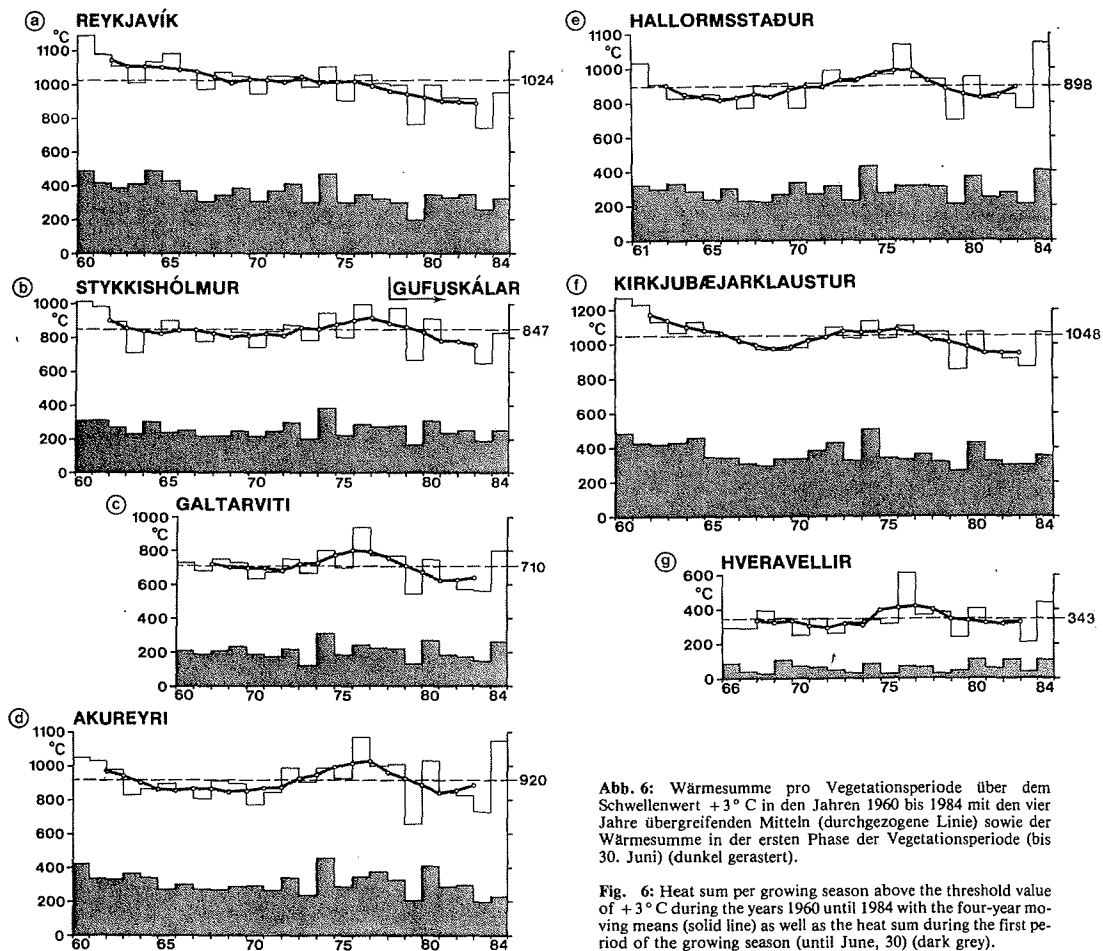 ⓐ REYKJAVÍK
°C
1100
1000
800
600
400
200
0
1024
60 65 70 75 80 84
ⓑ STYKKISHÓLMUR
GUFUSKÁLAR
1000
°C
800
600
400
200
0
847
60 65 70 75 80 84
ⓒ GALTARVITI
1000
°C
800
600
400
200
0
710
60 70 75 80 84
ⓓ AKUREYRI
1100
°C
1000
800
600
400
200
0
920
60 65 70 75 80 84
ⓔ HALLORMSSTAÐUR
1100
°C
1000
800
600
400
200
0
898
61 65 70 75 80 84
ⓕ KIRKJUBÆJARKLAUSTUR
1200
°C
1000
800
600
400
200
0
1048
60 65 70 75 80 84
ⓖ HVERAVELLIR
600
°C
400
200
0
343
66 70 75 80 84
Abb. 6: Wärmesumme pro Vegetationsperiode über dem
Schwellenwert +3° C in den Jahren 1960 bis 1984 mit den vier
Jahre übergreifenden Mitteln (durchgezogene Linie) sowie der
Wärmesumme in der ersten Phase der Vegetationsperiode (bis
30. Juni) (dunkel gerastert).
Fig. 6: Heat sum per growing season above the threshold value
of +3° C during the years 1960 until 1984 with the four-year mo-
ving means (solid line) as well as the heat sum during the first pe-
riod of the growing season (until June, 30) (dark grey).